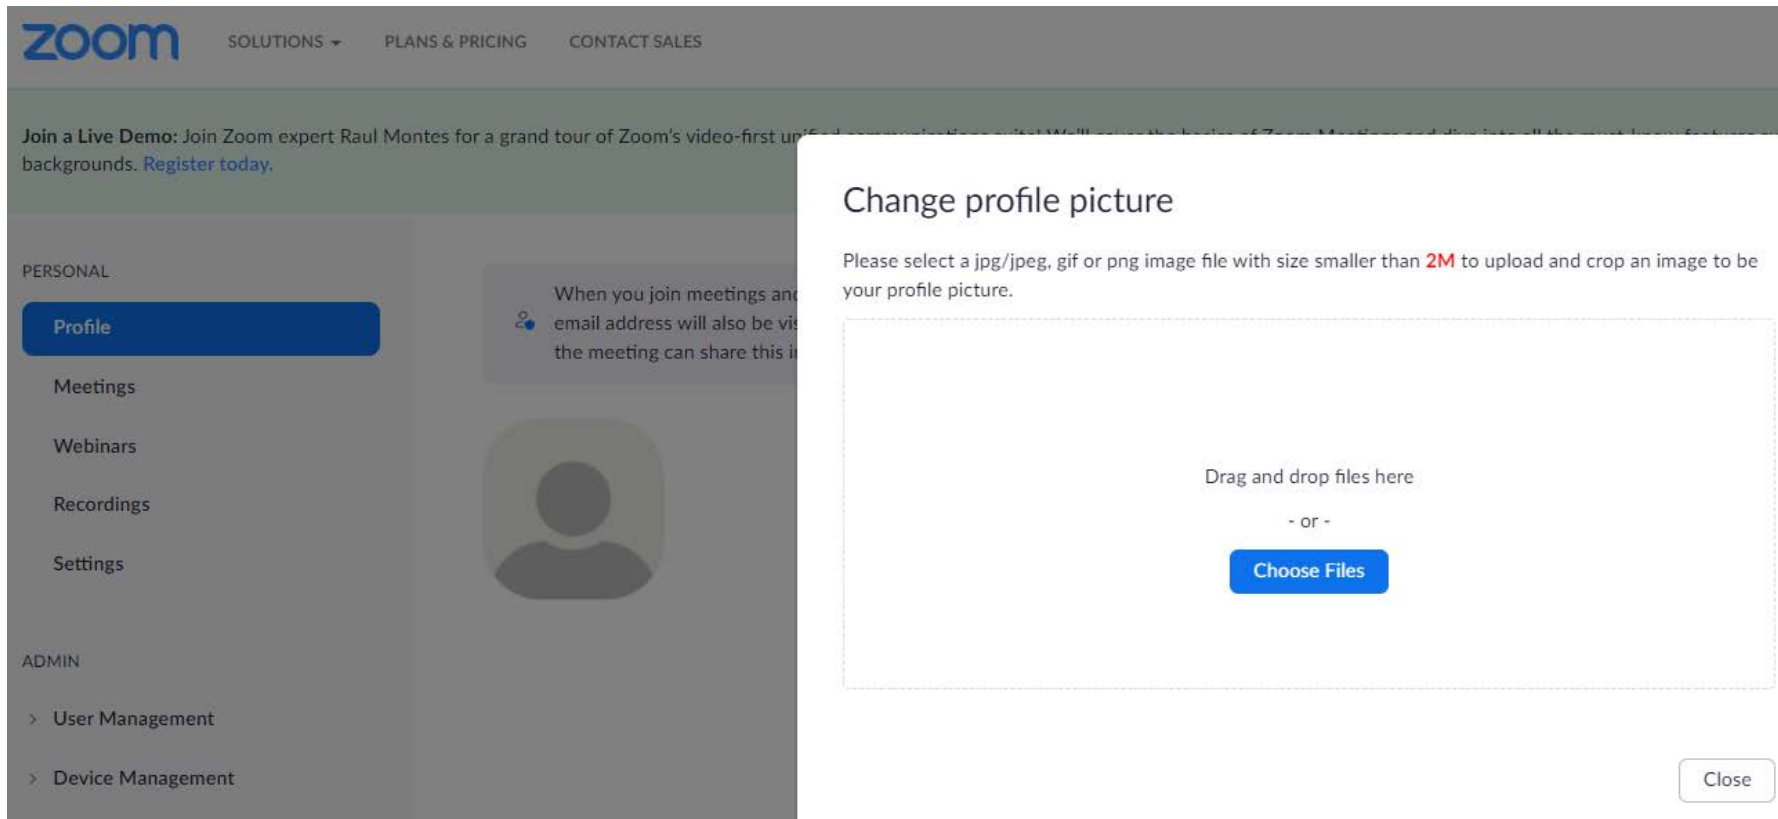 zoom
SOLUTIONS
PLANS & PRICING
CONTACT SALES
Join a Live Demo: Join Zoom expert Raul Montes for a grand tour of Zoom's video-first
backgrounds. Register today.
Change profile picture
Please select a jpg/jpeg, gif or png image file with size smaller than 2M to upload and crop an image to be
your profile picture.
PERSONAL
Profile
Meetings
Webinars
Recordings
Settings
When you join meetings and
email address will also be
the meeting can share this
Drag and drop files here
- or -
Choose Files
ADMIN
> User Management
> Device Management
Close